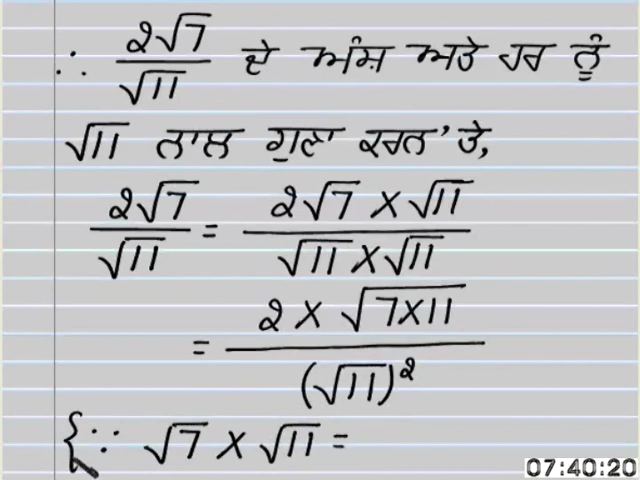 ∴ 2√7/√11 ਦੇ ਅੰਸ਼ ਅਤੇ ਹਰ ਨੂੰ
√11 ਨਾਲ ਗੁਣਾ ਕਰਨ 'ਤੇ,
2√7/√11 = 2√7 × √11/√11 × √11
= 2 × √7×11/(√11)²
{∵ √7 × √11 =
07:40:20